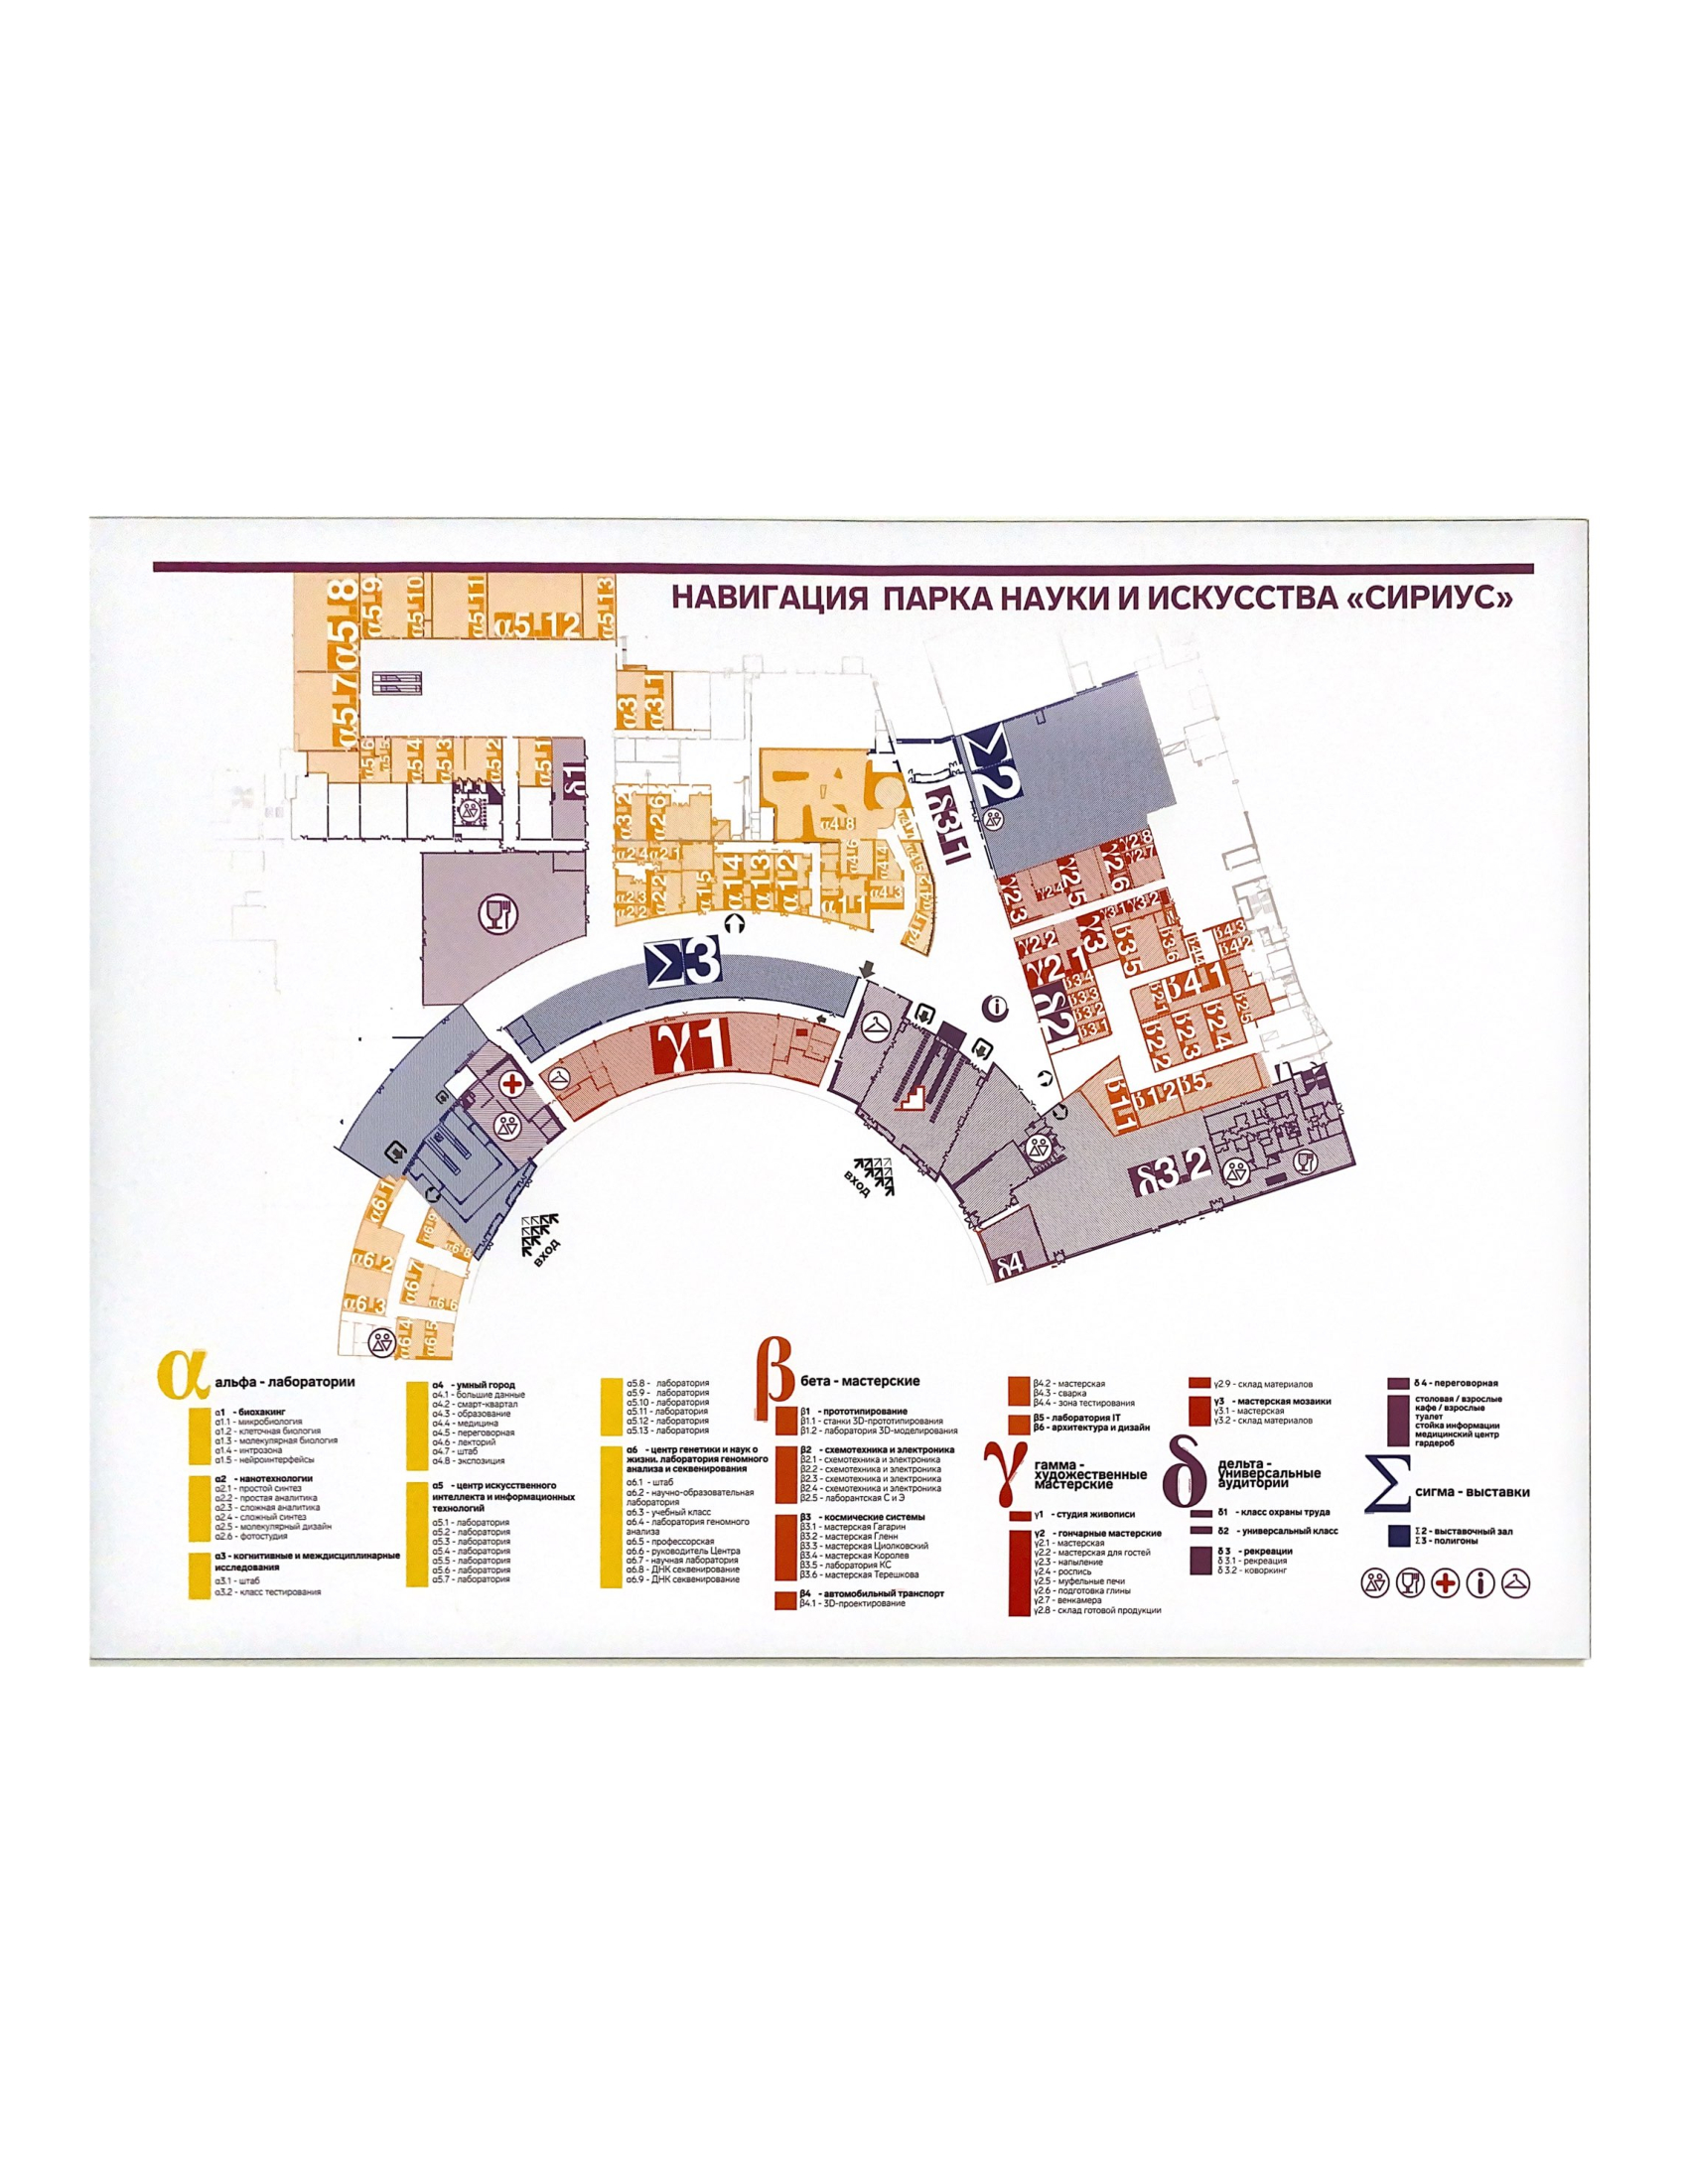 НАВИГАЦИЯ ПАРКА НАУКИ И ИСКУССТВА «СИРИУС»
α5.8
α5.9
α5.10
α5.11
α5.12
α5.13
α5.7
α3
α3.1
α5.6
α5.5
α5.4
α5.3
α5.2
α5.1
δ1
Σ2
δ3.1
α3.2
α2.6
α4.8
α2.4
α2.1
α2.2
α1.5
α1.4
α1.3
α1.2
α1.1
α4.6
α4.4
α4.3
α4.2
α4.1
γ2.8
γ2.7
γ2.6
γ2.5
γ2.4
γ2.3
γ2.2
γ2.1
γ3
γ3.1
γ3.2
β3.5
β3.6
β4.4
β4.3
β4.2
β4.1
β3.4
β3.3
β3.2
β3.1
δ2
β2.1
β2.2
β2.3
β2.4
β2.5
Σ3
γ1
β1.1
β1.2
β5
δ3.2
δ4
вход
вход
α6.1
α6.2
α6.3
α6.4
α6.5
α6.6
α6.7
α6.8
α6.9
α
альфа - лаборатории
α1 - биохакинг
α1.1 - микробиология
α1.2 - клеточная биология
α1.3 - молекулярная биология
α1.4 - интрозона
α1.5 - нейроинтерфейсы
α2 - нанотехнологии
α2.1 - простой синтез
α2.2 - простая аналитика
α2.3 - сложная аналитика
α2.4 - сложный синтез
α2.5 - молекулярный дизайн
α2.6 - фотостудия
α3 - когнитивные и междисциплинарные
исследования
α3.1 - штаб
α3.2 - класс тестирования
α4 - умный город
α4.1 - большие данные
α4.2 - смарт-квартал
α4.3 - образование
α4.4 - медицина
α4.5 - переговорная
α4.6 - лекторий
α4.7 - штаб
α4.8 - экспозиция
α5 - центр искусственного
интеллекта и информационных
технологий
α5.1 - лаборатория
α5.2 - лаборатория
α5.3 - лаборатория
α5.4 - лаборатория
α5.5 - лаборатория
α5.6 - лаборатория
α5.7 - лаборатория
α5.8 - лаборатория
α5.9 - лаборатория
α5.10 - лаборатория
α5.11 - лаборатория
α5.12 - лаборатория
α5.13 - лаборатория
α6 - центр генетики и наук о
жизни. лаборатория геномного
анализа и секвенирования
α6.1 - штаб
α6.2 - научно-образовательная
лаборатория
α6.3 - учебный класс
α6.4 - лаборатория геномного
анализа
α6.5 - профессорская
α6.6 - руководитель Центра
α6.7 - научная лаборатория
α6.8 - ДНК секвенирование
α6.9 - ДНК секвенирование
β
бета - мастерские
β1 - прототипирование
β1.1 - станки 3D-прототипирования
β1.2 - лаборатория 3D-моделирования
β2 - схемотехника и электроника
β2.1 - схемотехника и электроника
β2.2 - схемотехника и электроника
β2.3 - схемотехника и электроника
β2.4 - схемотехника и электроника
β2.5 - лаборантская С и Э
β3 - космические системы
β3.1 - мастерская Гагарин
β3.2 - мастерская Гленн
β3.3 - мастерская Циолковский
β3.4 - мастерская Королев
β3.5 - лаборатория КС
β3.6 - мастерская Терешкова
β4 - автомобильный транспорт
β4.1 - 3D-проектирование
β4.2 - мастерская
β4.3 - сварка
β4.4 - зона тестирования
β5 - лаборатория IT
β6 - архитектура и дизайн
γ
гамма -
художественные
мастерские
γ1 - студия живописи
γ2 - гончарные мастерские
γ2.1 - мастерская
γ2.2 - мастерская для гостей
γ2.3 - напыление
γ2.4 - роспись
γ2.5 - муфельные печи
γ2.6 - подготовка глины
γ2.7 - венкамера
γ2.8 - склад готовой продукции
γ2.9 - склад материалов
γ3 - мастерская мозаики
γ3.1 - мастерская
γ3.2 - склад материалов
δ
дельта -
универсальные
аудитории
δ1 - класс охраны труда
δ2 - универсальный класс
δ3 - рекреации
δ 3.1 - рекреация
δ 3.2 - коворкинг
δ 4 - переговорная
столовая / взрослые
кафе / взрослые
туалет
стойка информации
медицинский центр
гардероб
Σ
сигма - выставки
Σ 2 - выставочный зал
Σ 3 - полигоны